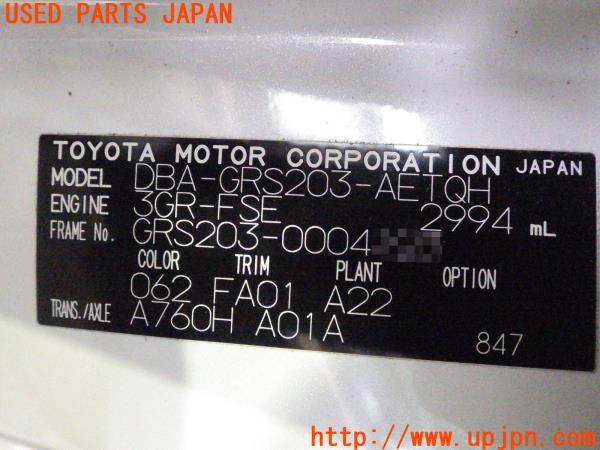 USED PARTS JAPAN
TOYOTA MOTOR CORPORATION JAPAN
MODEL DBA-GRS203-AETQH
ENGINE 3GR-FSE 2994 mL
FRAME No. GRS203-0004
COLOR TRIM PLANT OPTION
062 FA01 A22
TRANS./AXLE A760H A01A
847
http://www.upjpn.com/